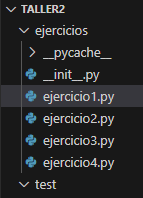 TALLER2
ejercicios
__pycache__
__init__.py
ejercicio1.py
ejercicio2.py
ejercicio3.py
ejercicio4.py
test